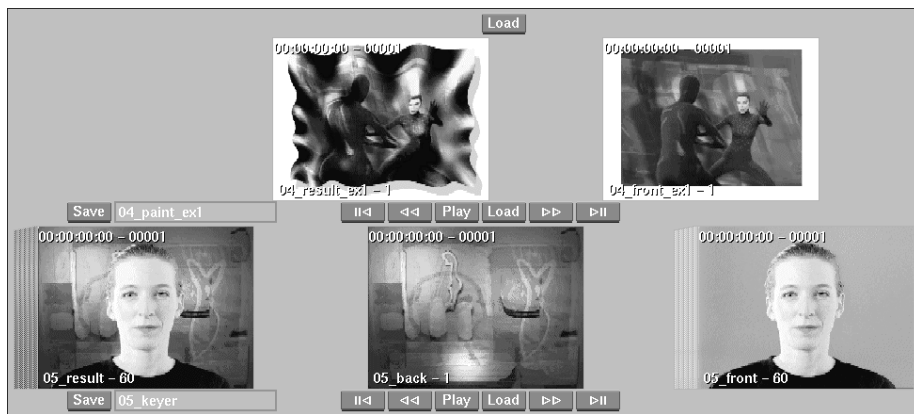 Load
00:00:00:00 – 00001
00:00:00:00 – 00001
04_result_ex1 – 1
04_front_ex1 – 1
Save 04_paint_ex1 Play Load
00:00:00:00 – 00001
00:00:00:00 – 00001
00:00:00:00 – 00001
05_result – 60
05_back – 1
05_front – 60
Save 05_keyer Play Load